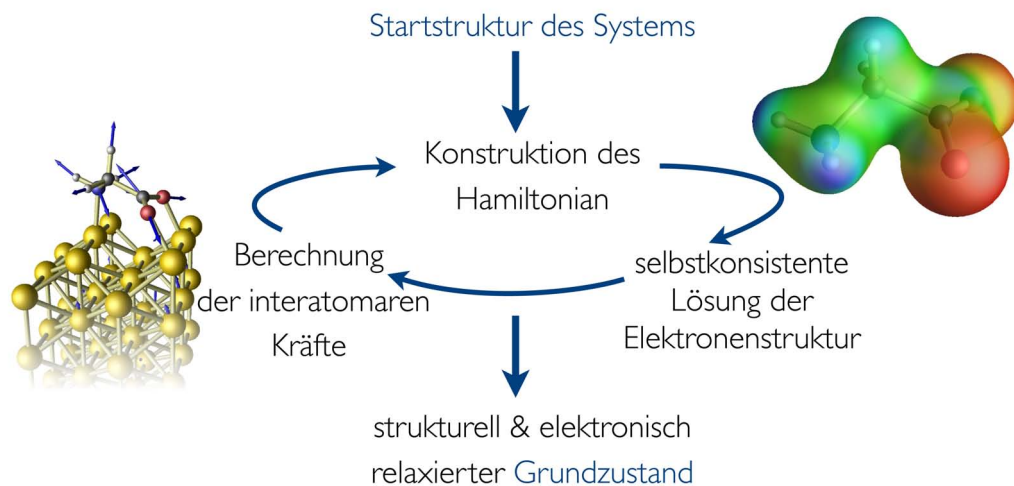 Startstruktur des Systems
Konstruktion des
Hamiltonian
selbstkonsistente
Lösung der
Elektronenstruktur
Berechnung
der interatomaren
Kräfte
strukturell & elektronisch
relaxierter Grundzustand